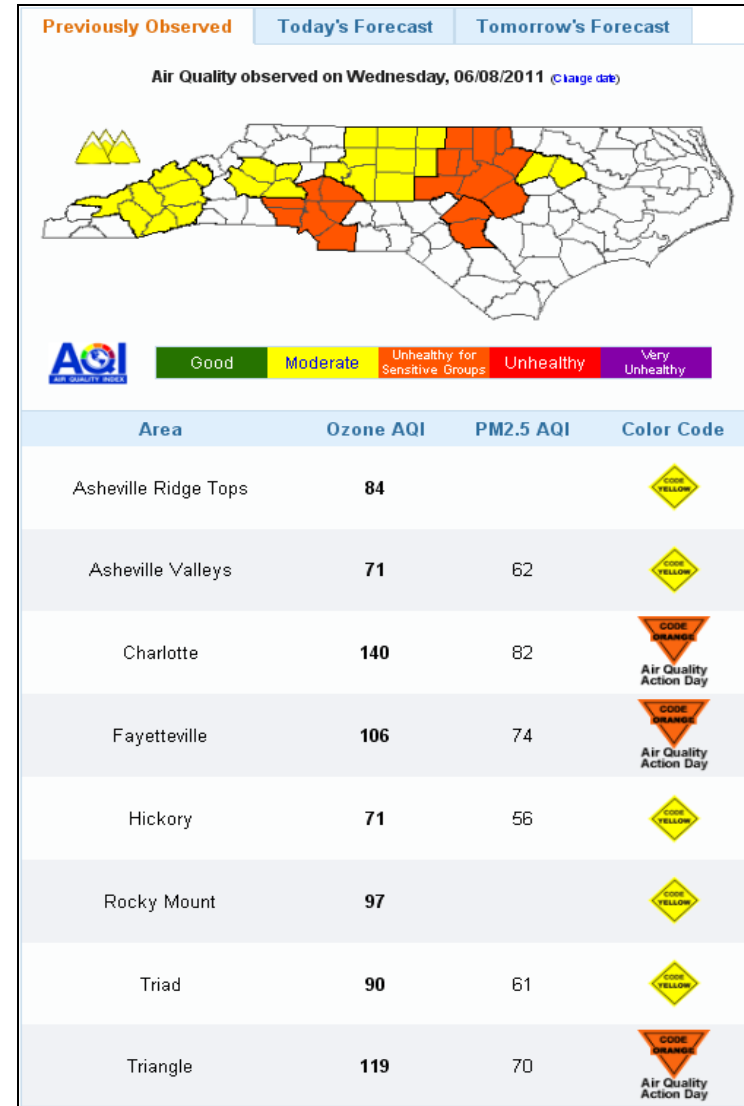 Previously Observed Today's Forecast Tomorrow's Forecast
Air Quality observed on Wednesday, 06/08/2011 (Change date)
AQI
AIR QUALITY INDEX
Good Moderate Unhealthy for Sensitive Groups Unhealthy Very Unhealthy
Area Ozone AQI PM2.5 AQI Color Code
Asheville Ridge Tops 84 CODE YELLOW
Asheville Valleys 71 62 CODE YELLOW
Charlotte 140 82 CODE ORANGE Air Quality Action Day
Fayetteville 106 74 CODE ORANGE Air Quality Action Day
Hickory 71 56 CODE YELLOW
Rocky Mount 97 CODE YELLOW
Triad 90 61 CODE YELLOW
Triangle 119 70 CODE ORANGE Air Quality Action Day